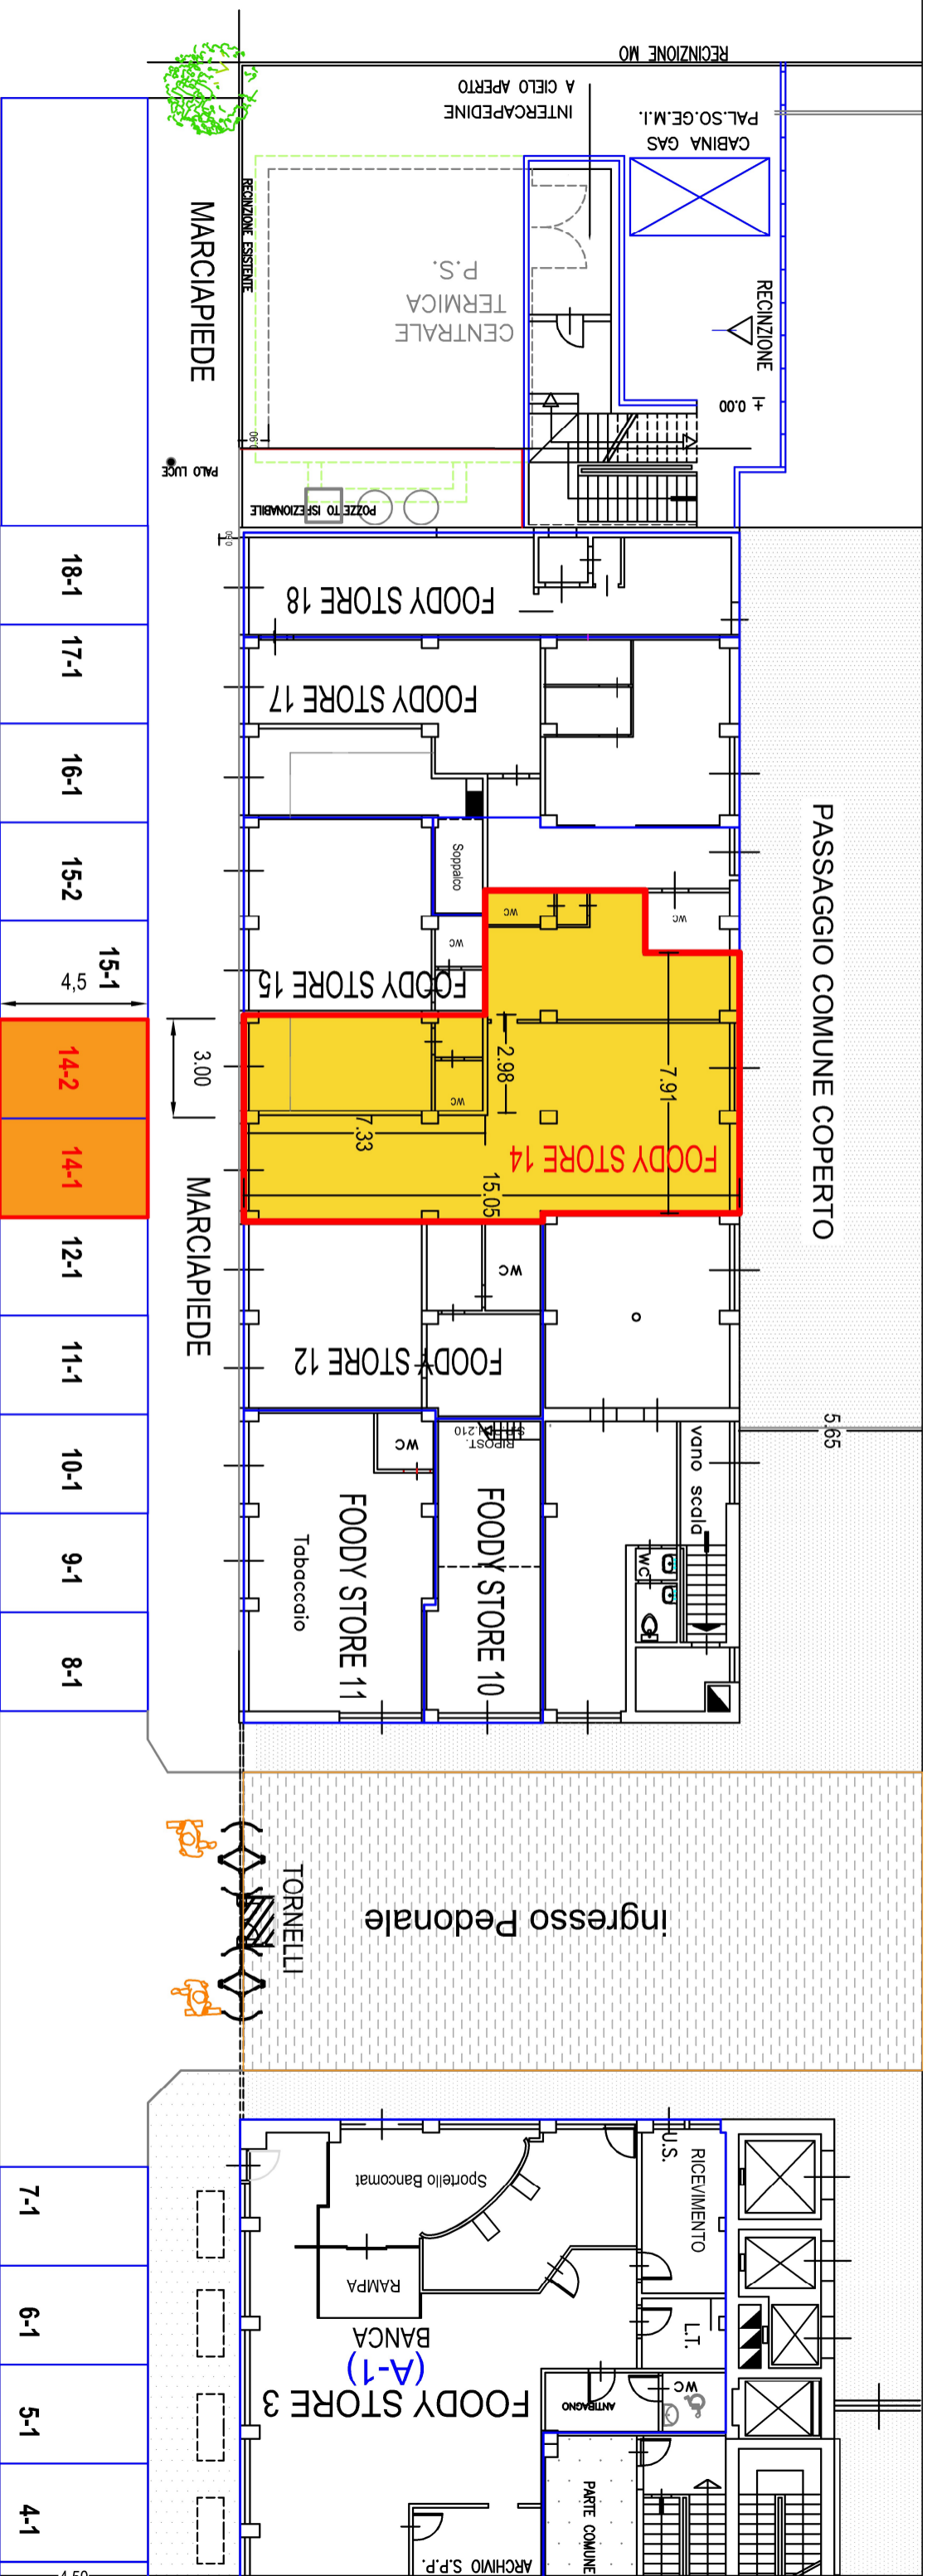 RECINZIONE MO
INTERCAPEDINE
A CIELO APERTO
CABINA GAS
PAL.SO.GE.M.I.
MARCIAPIEDE
RECINZIONE ESISTENTE
CENTRALE
TERMICA
P.S.
RECINZIONE
± 0.00
PALO LUCE
POZZETTO ISPEZIONABILE
18-1
17-1
16-1
15-2
15-1
14-2
14-1
12-1
11-1
10-1
9-1
8-1
4,5
3.00
FOODY STORE 18
FOODY STORE 17
Soppalco
WC
WC
WC
FOODY STORE 15
WC
2.98
7.91
7.33
15.05
FOODY STORE 14
PASSAGGIO COMUNE COPERTO
MARCIAPIEDE
WC
FOODY STORE 12
5.65
WC
RIPOST.
FOODY STORE 11
Tabaccaio
FOODY STORE 10
vano scala
WC
TORNELLI
ingresso Pedonale
U.S.
RICEVIMENTO
Sportello Bancomat
RAMPA
L.T.
BANCA
(A-1)
FOODY STORE 3
WC
ANTIBAGNO
PARTE COMUNE
ARCHIVIO S.P.P.
7-1
6-1
5-1
4-1